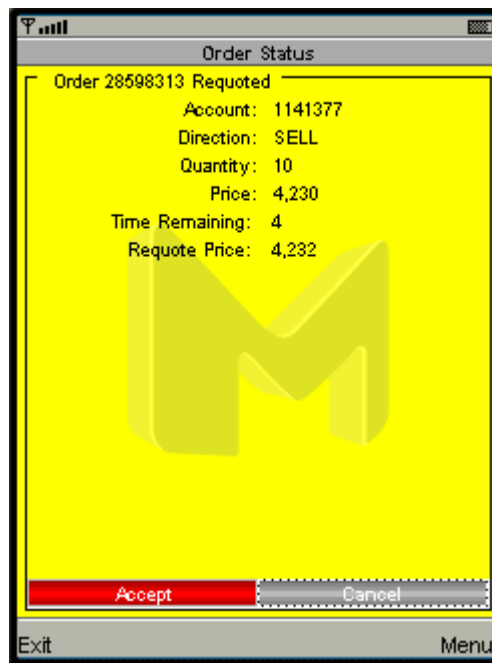 Order Status
Order 28598313 Requoted
Account: 1141377
Direction: SELL
Quantity: 10
Price: 4,230
Time Remaining: 4
Requote Price: 4,232
M
Accept Cancel
Exit Menu